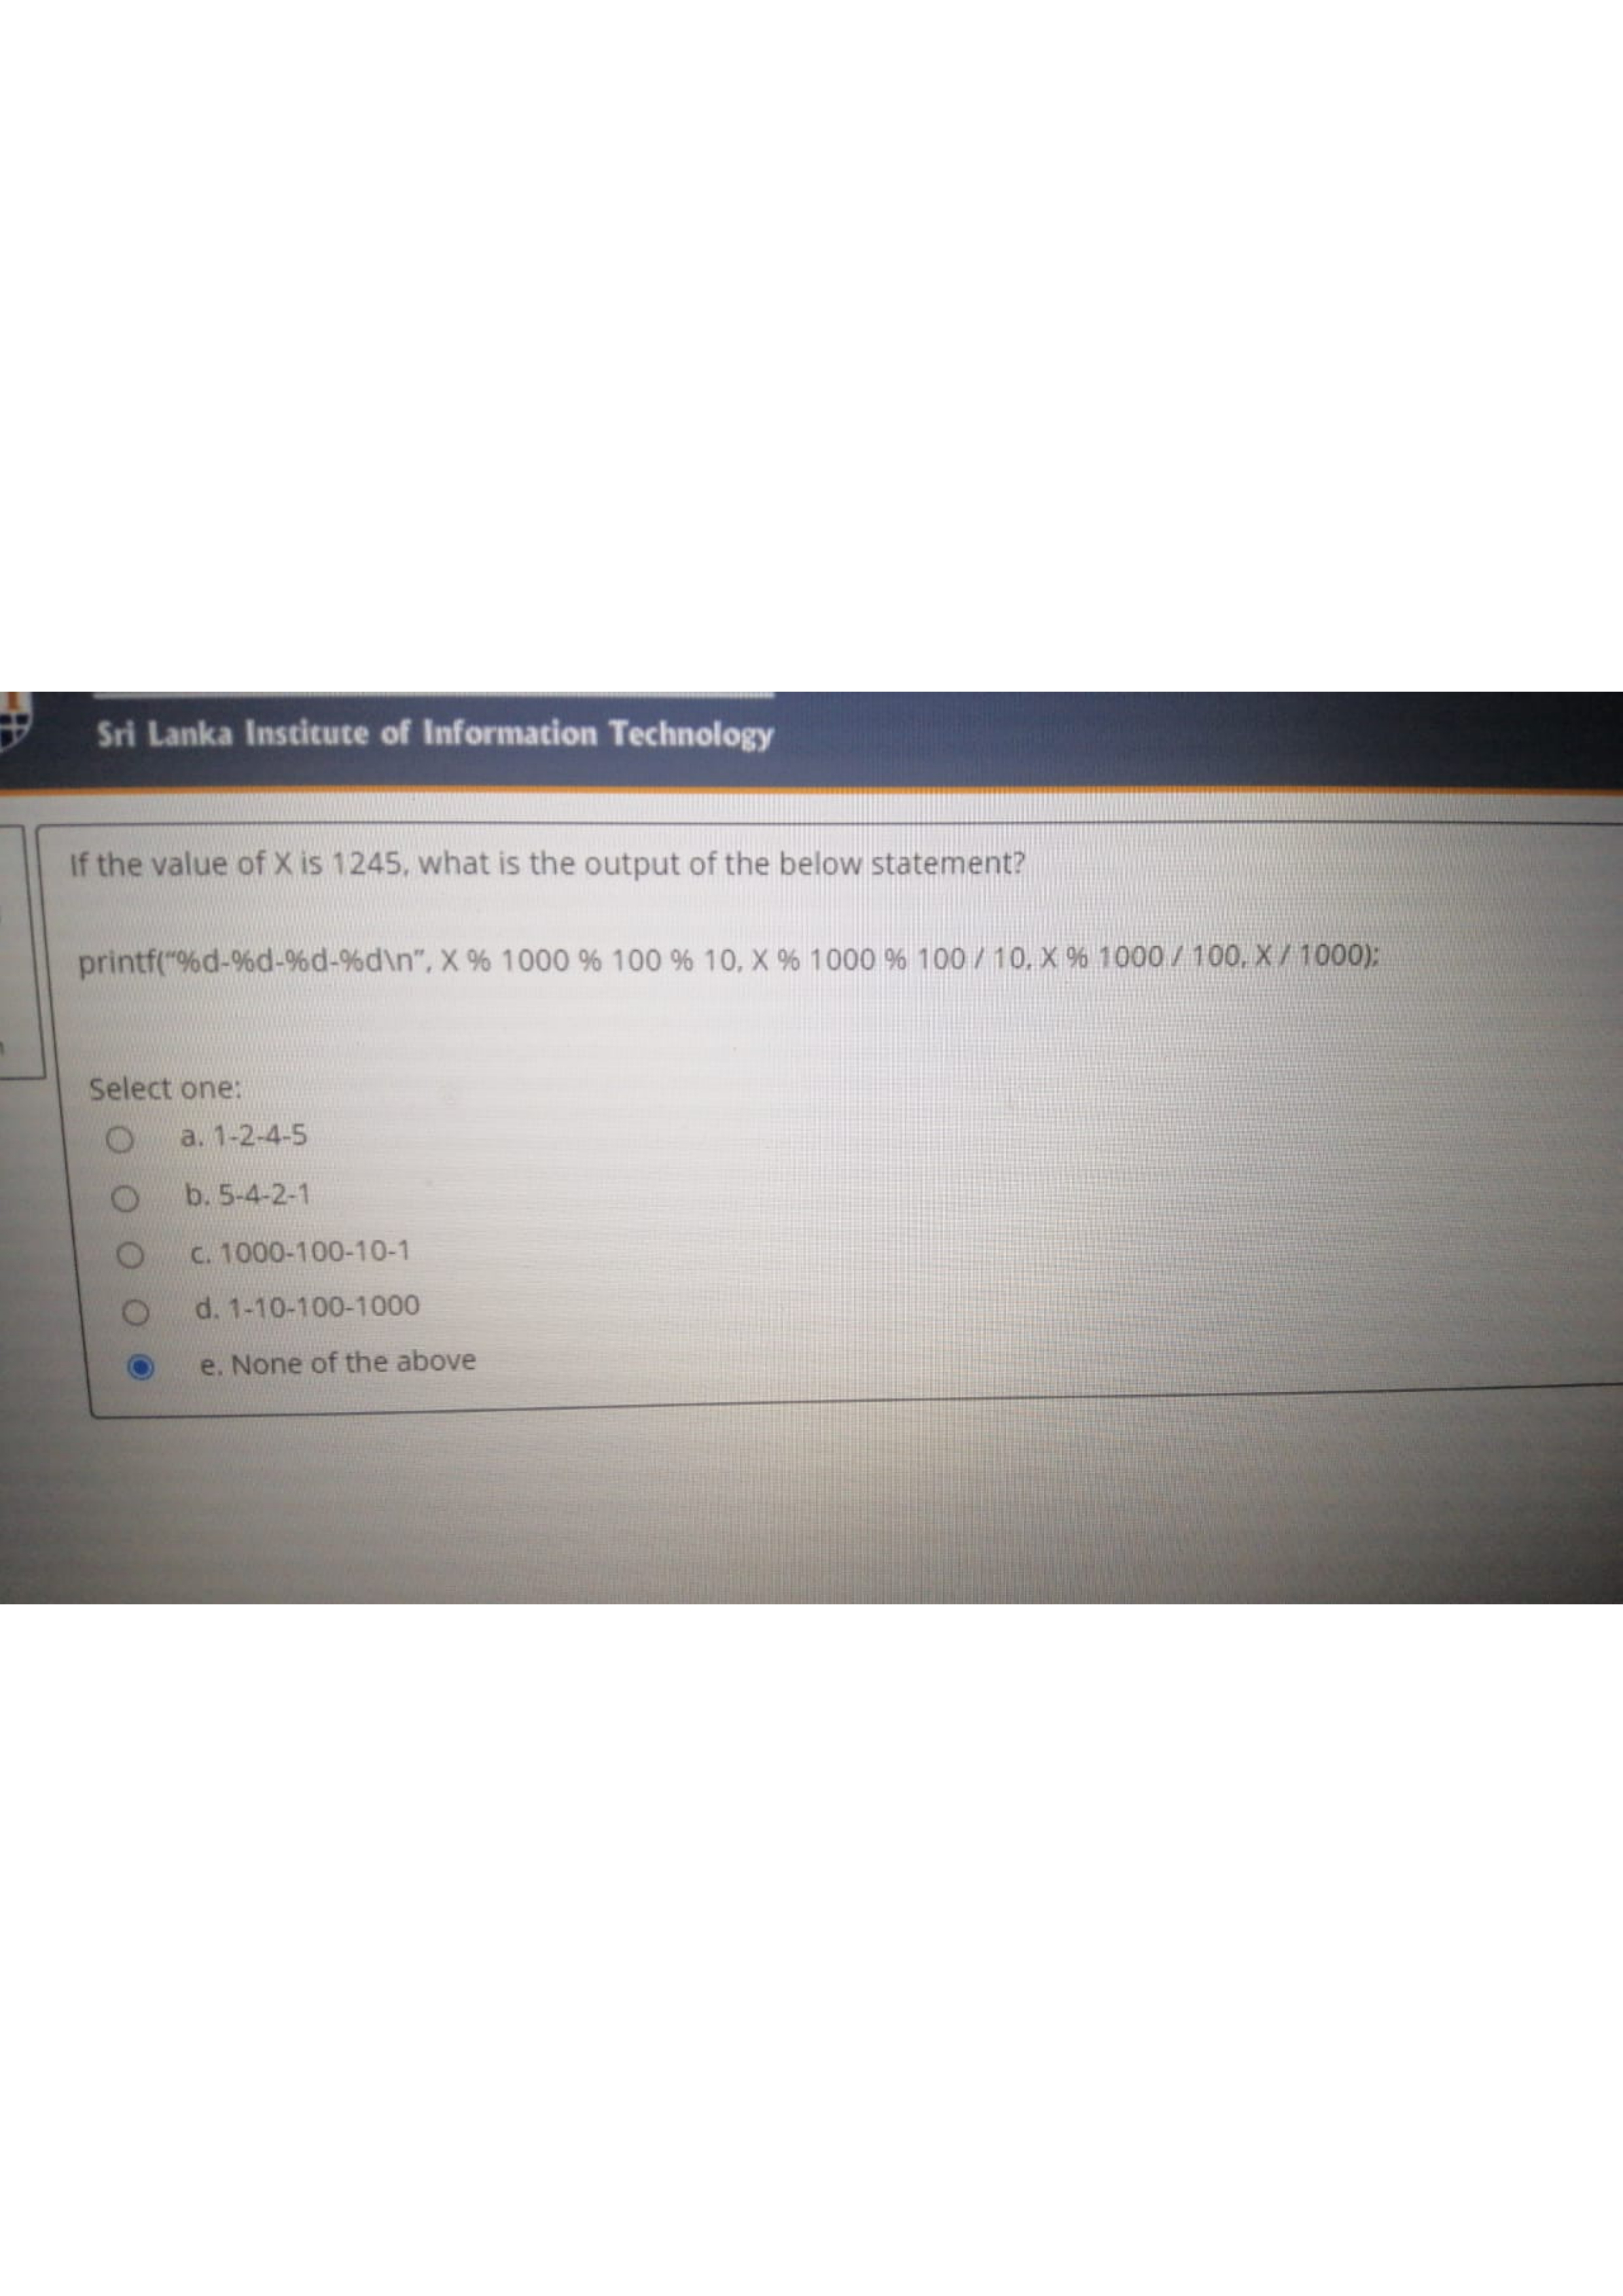 Sri Lanka Institute of Information Technology
If the value of X is 1245, what is the output of the below statement?
printf(“%d-%d-%d-%d\n”, X % 1000 % 100 % 10, X % 1000 % 100 / 10, X % 1000 / 100, X / 1000);
Select one:
a. 1-2-4-5
b. 5-4-2-1
c. 1000-100-10-1
d. 1-10-100-1000
e. None of the above